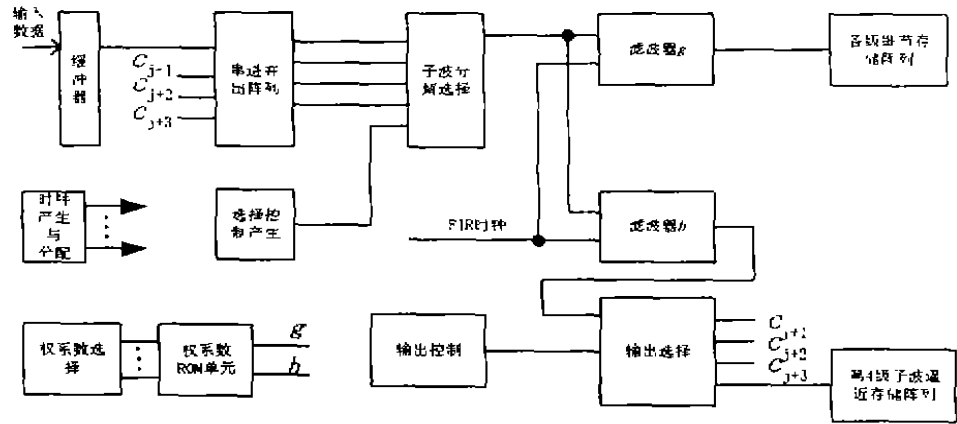 输入
数据
缓
冲
器
C j+1
C j+2
C j+3
串进并
出阵列
子波分
解选择
滤波器g
各级细节存
储阵列
时钟
产生
与
分配
选择控
制产生
FIR时钟
滤波器h
权系数选
择
权系数
ROM单元
g
h
输出控制
输出选择
C j+1
C j+2
C j+3
第4级子波逼
近存储阵列